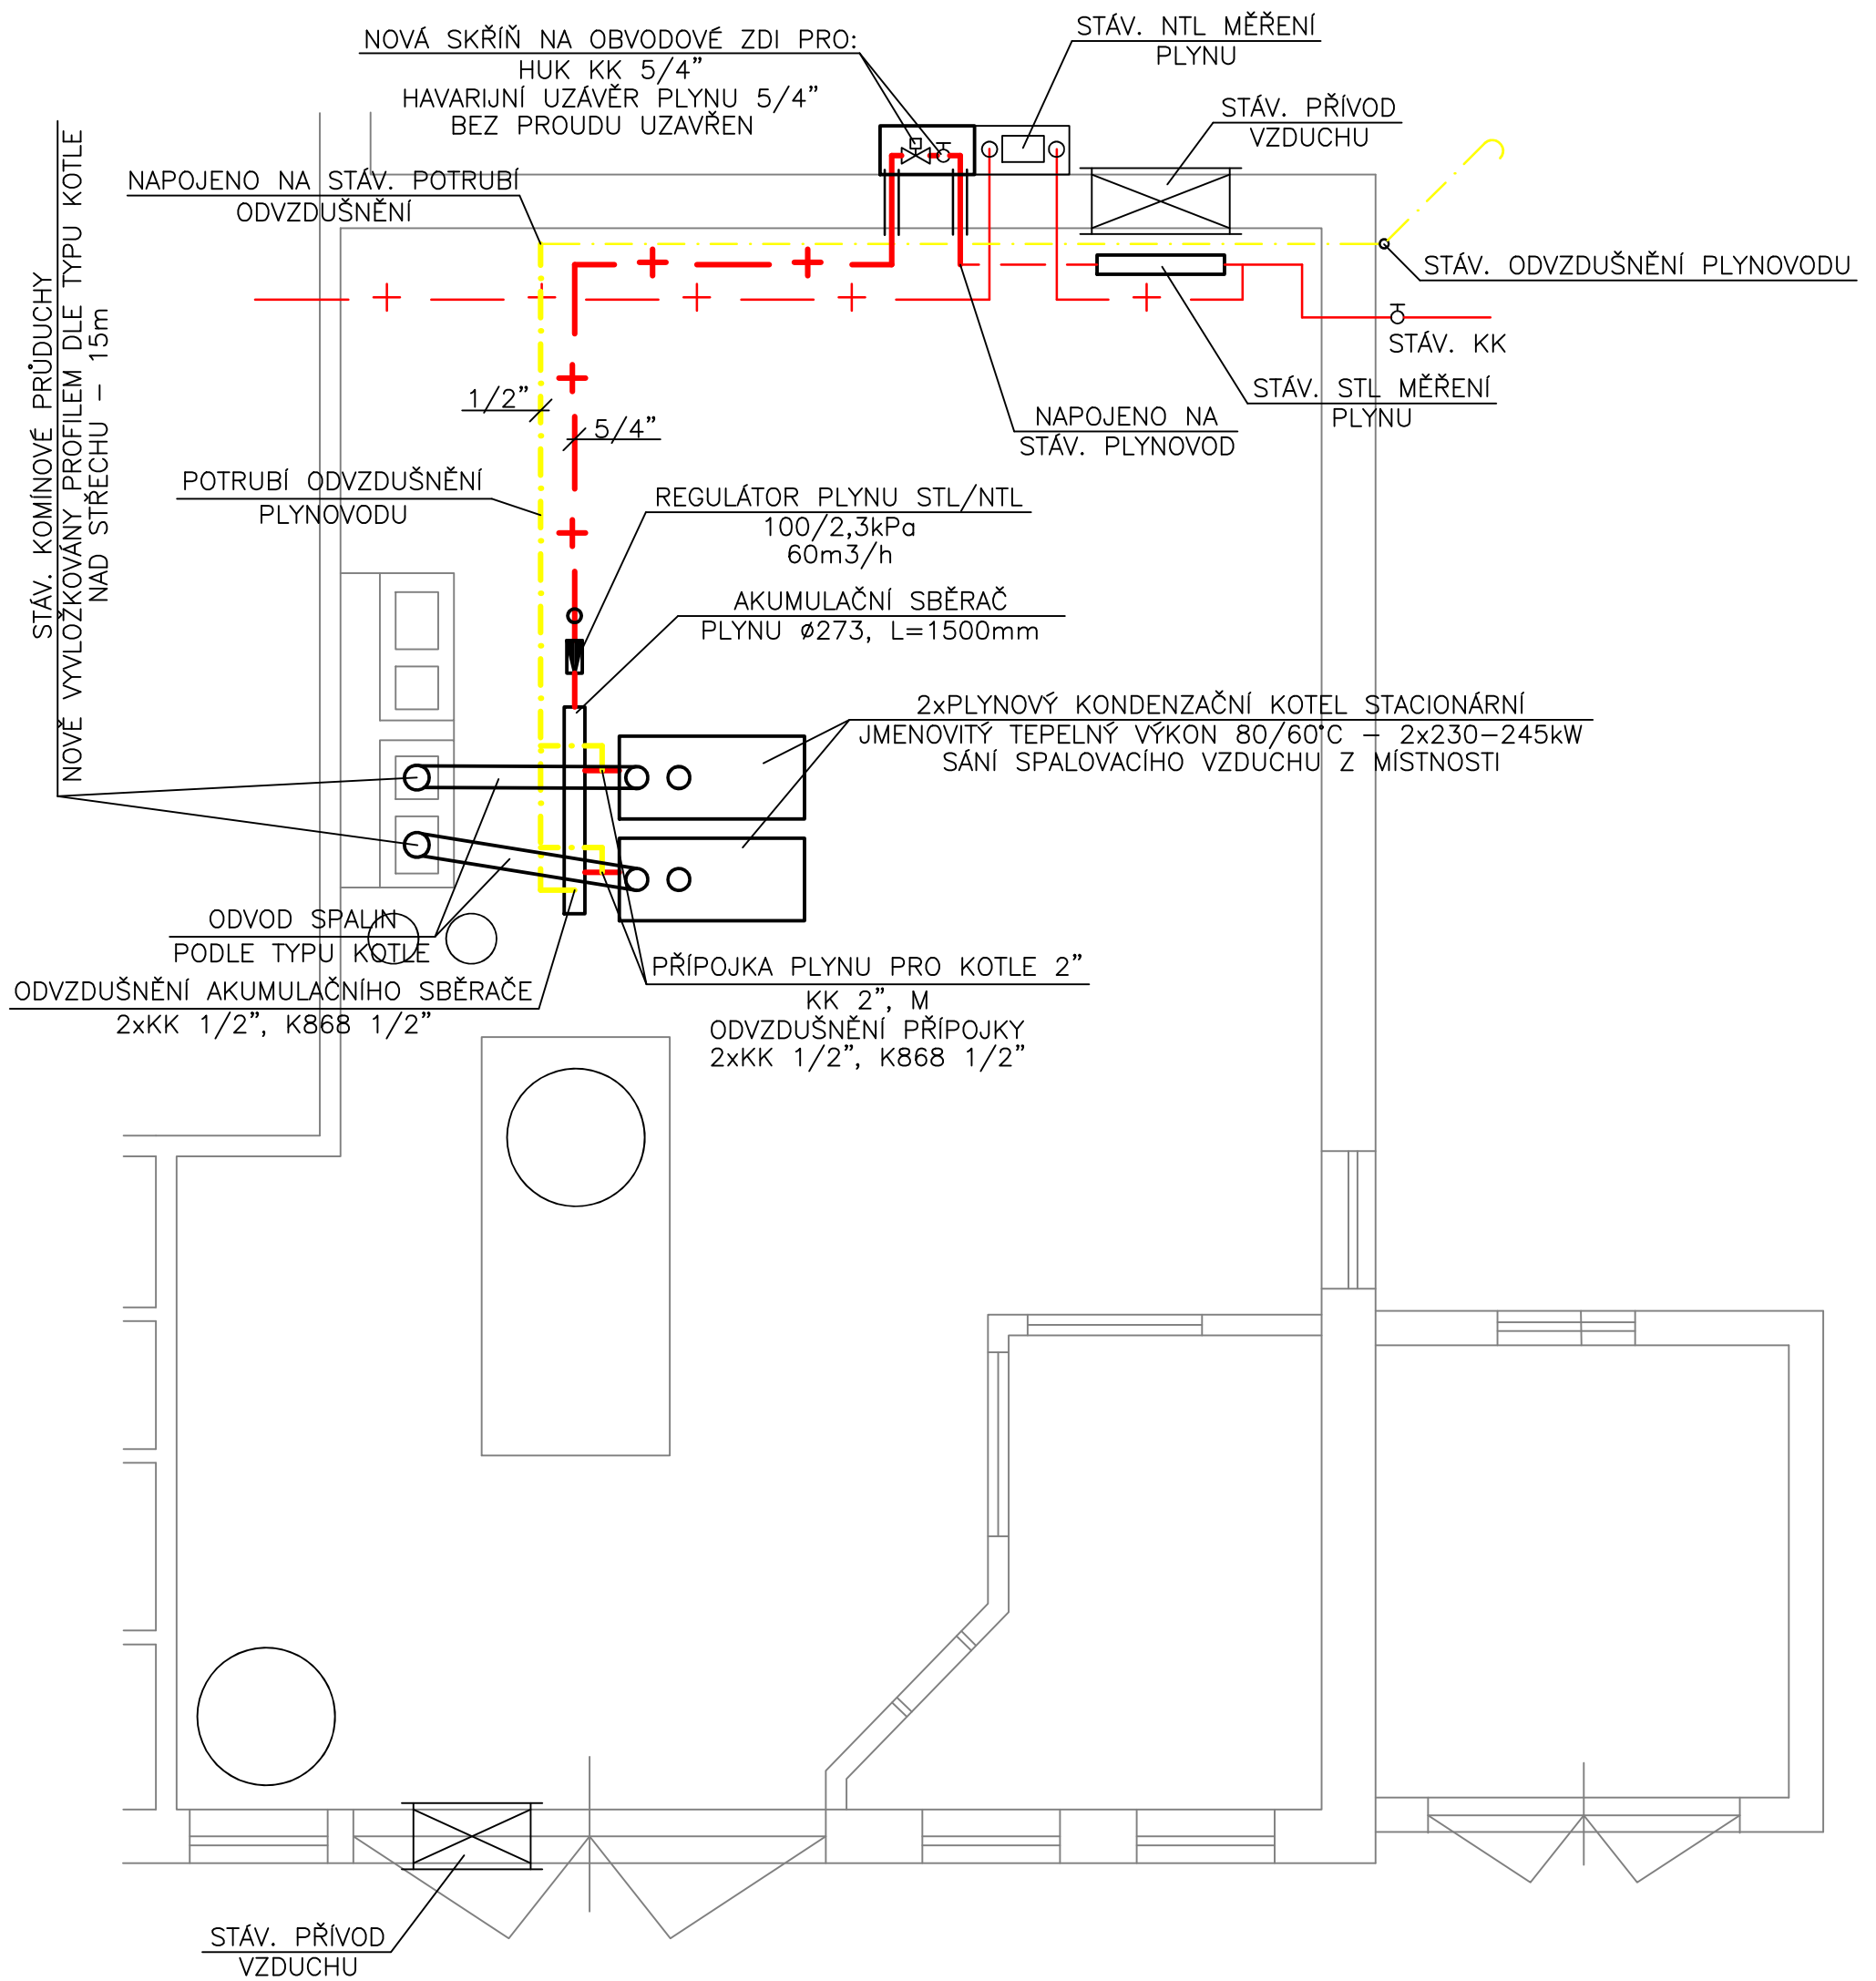 NOVÁ SKŘÍŇ NA OBVODOVÉ ZDI PRO:
HUK KK 5/4"
HAVARIJNÍ UZÁVĚR PLYNU 5/4"
BEZ PROUDU UZAVŘEN
STÁV. NTL MĚŘENÍ
PLYNU
STÁV. PŘÍVOD
VZDUCHU
NAPOJENO NA STÁV. POTRUBÍ
ODVZDUŠNĚNÍ
STÁV. KOMÍNOVÉ PRŮDUCHY
NOVĚ VYVLOŽKOVÁNY PROFILEM DLE TYPU KOTLE
NAD STŘECHU - 15m
STÁV. ODVZDUŠNĚNÍ PLYNOVODU
STÁV. KK
STÁV. STL MĚŘENÍ
PLYNU
NAPOJENO NA
STÁV. PLYNOVOD
1/2"
5/4"
POTRUBÍ ODVZDUŠNĚNÍ
PLYNOVODU
REGULÁTOR PLYNU STL/NTL
100/2,3kPa
60m3/h
AKUMULAČNÍ SBĚRAČ
PLYNU ø273, L=1500mm
2xPLYNOVÝ KONDENZAČNÍ KOTEL STACIONÁRNÍ
JMENOVITÝ TEPELNÝ VÝKON 80/60°C - 2x230-245kW
SÁNÍ SPALOVACÍHO VZDUCHU Z MÍSTNOSTI
ODVOD SPALIN
PODLE TYPU KOTLE
ODVZDUŠNĚNÍ AKUMULAČNÍHO SBĚRAČE
2xKK 1/2", K868 1/2"
PŘÍPOJKA PLYNU PRO KOTLE 2"
KK 2", M
ODVZDUŠNĚNÍ PŘÍPOJKY
2xKK 1/2", K868 1/2"
STÁV. PŘÍVOD
VZDUCHU